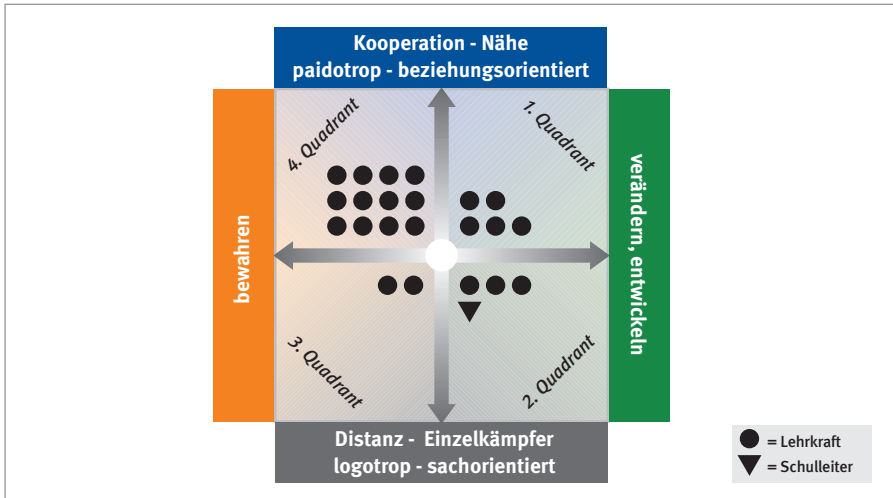 Kooperation - Nähe
paidotrop - beziehungsorientiert
4. Quadrant
1. Quadrant
bewahren
verändern, entwickeln
3. Quadrant
2. Quadrant
Distanz - Einzelkämpfer
logotrop - sachorientiert
= Lehrkraft
= Schulleiter